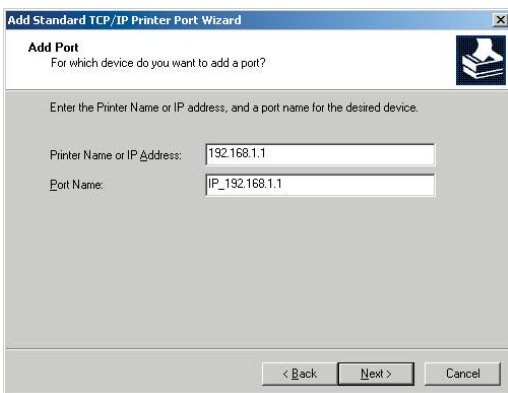 Add Standard TCP/IP Printer Port Wizard
Add Port
For which device do you want to add a port?
Enter the Printer Name or IP address, and a port name for the desired device.
Printer Name or IP Address: 192.168.1.1
Port Name: IP_192.168.1.1
< Back Next > Cancel